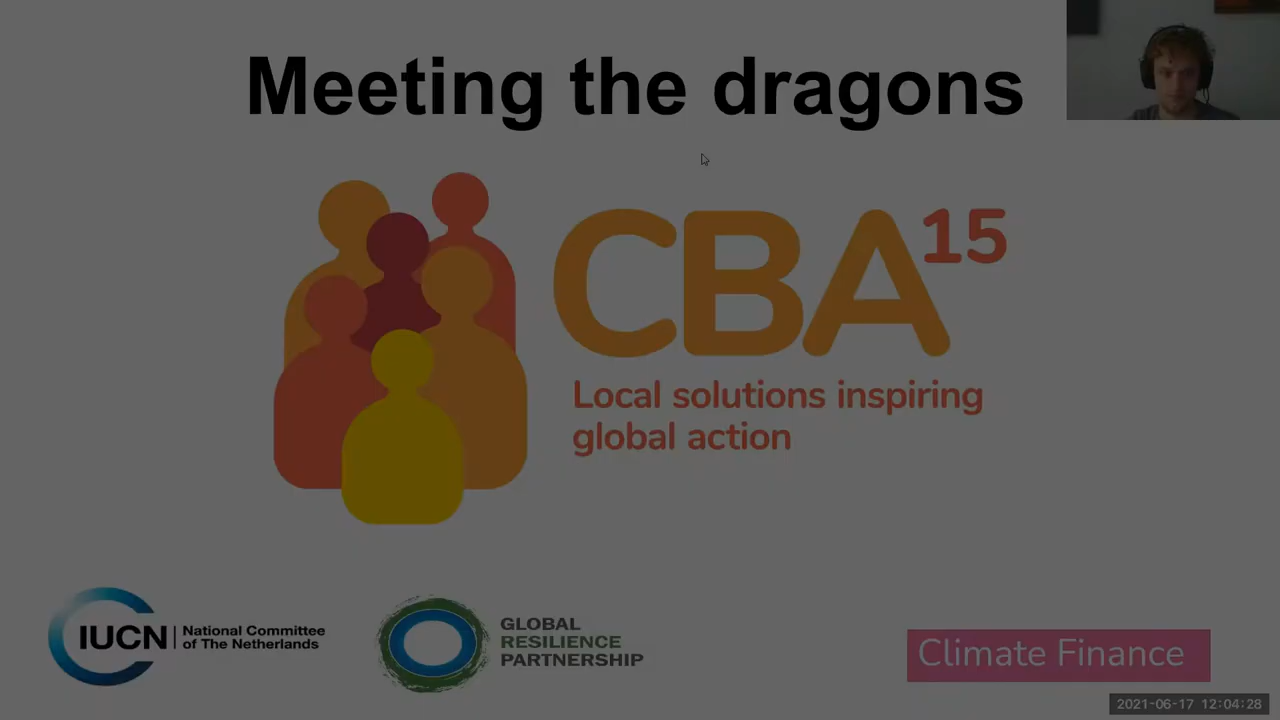 Meeting the dragons
CBA15
Local solutions inspiring
global action
IUCN
National Committee
of The Netherlands
GLOBAL
RESILIENCE
PARTNERSHIP
Climate Finance
2021-06-17 12:04:28